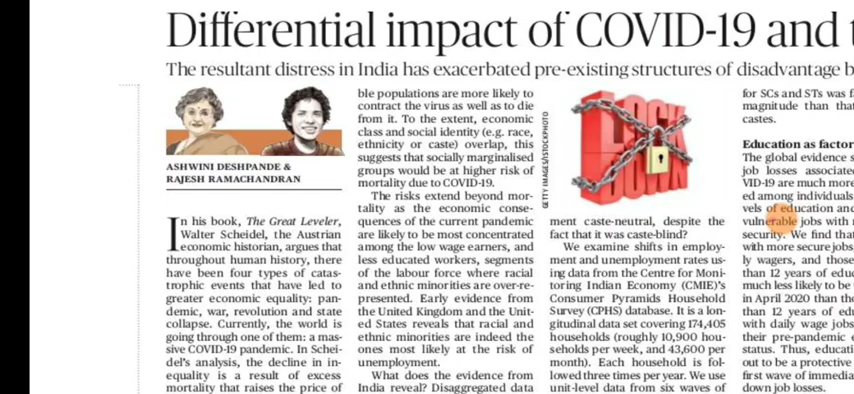 Differential impact of COVID-19 and
The resultant distress in India has exacerbated pre-existing structures of disadvantage
ASHWINI DESHPANDE &
RAJESH RAMACHANDRAN
In his book, The Great Leveler,
Walter Scheidel, the Austrian
economic historian, argues that
throughout human history, there
have been four types of catas-
trophic events that have led to
greater economic equality: pan-
demic, war, revolution and state
collapse. Currently, the world is
going through one of them: a mas-
sive COVID-19 pandemic. In Schei-
del's analysis, the decline in in-
equality is a result of excess
mortality that raises the price of
ble populations are more likely to
contract the virus as well as to die
from it. To the extent, economic
class and social identity (e.g. race,
ethnicity or caste) overlap, this
suggests that socially marginalised
groups would be at higher risk of
mortality due to COVID-19.
The risks extend beyond mor-
tality as the economic conse-
quences of the current pandemic
are likely to be most concentrated
among the low wage earners, and
less educated workers, segments
of the labour force where racial
and ethnic minorities are over-re-
presented. Early evidence from
the United Kingdom and the Unit-
ed States reveals that racial and
ethnic minorities are indeed the
ones most likely at the risk of
unemployment.
What does the evidence from
India reveal? Disaggregated data
GETTY IMAGES/ISTOCKPHOTO
LOCK
DOWN
ment caste-neutral, despite the
fact that it was caste-blind?
We examine shifts in employ-
ment and unemployment rates us-
ing data from the Centre for Moni-
toring Indian Economy (CMIE)'s
Consumer Pyramids Household
Survey (CPHS) database. It is a lon-
gitudinal data set covering 174,405
households (roughly 10,900 hou-
seholds per week, and 43,600 per
month). Each household is fol-
lowed three times per year. We use
unit-level data from six waves of
for SCs and STs was
magnitude than
castes.
Education as factor
The global evidence
job losses associated
VID-19 are much more
ed among individuals
vels of education and
vulnerable jobs with
security. We find that
with more secure jobs
ly wagers, and those
than 12 years of
much less likely to be
in April 2020 than
than 12 years of
with daily wage jobs
their pre-pandemic
status. Thus,
out to be a protective
first wave of
down job losses.